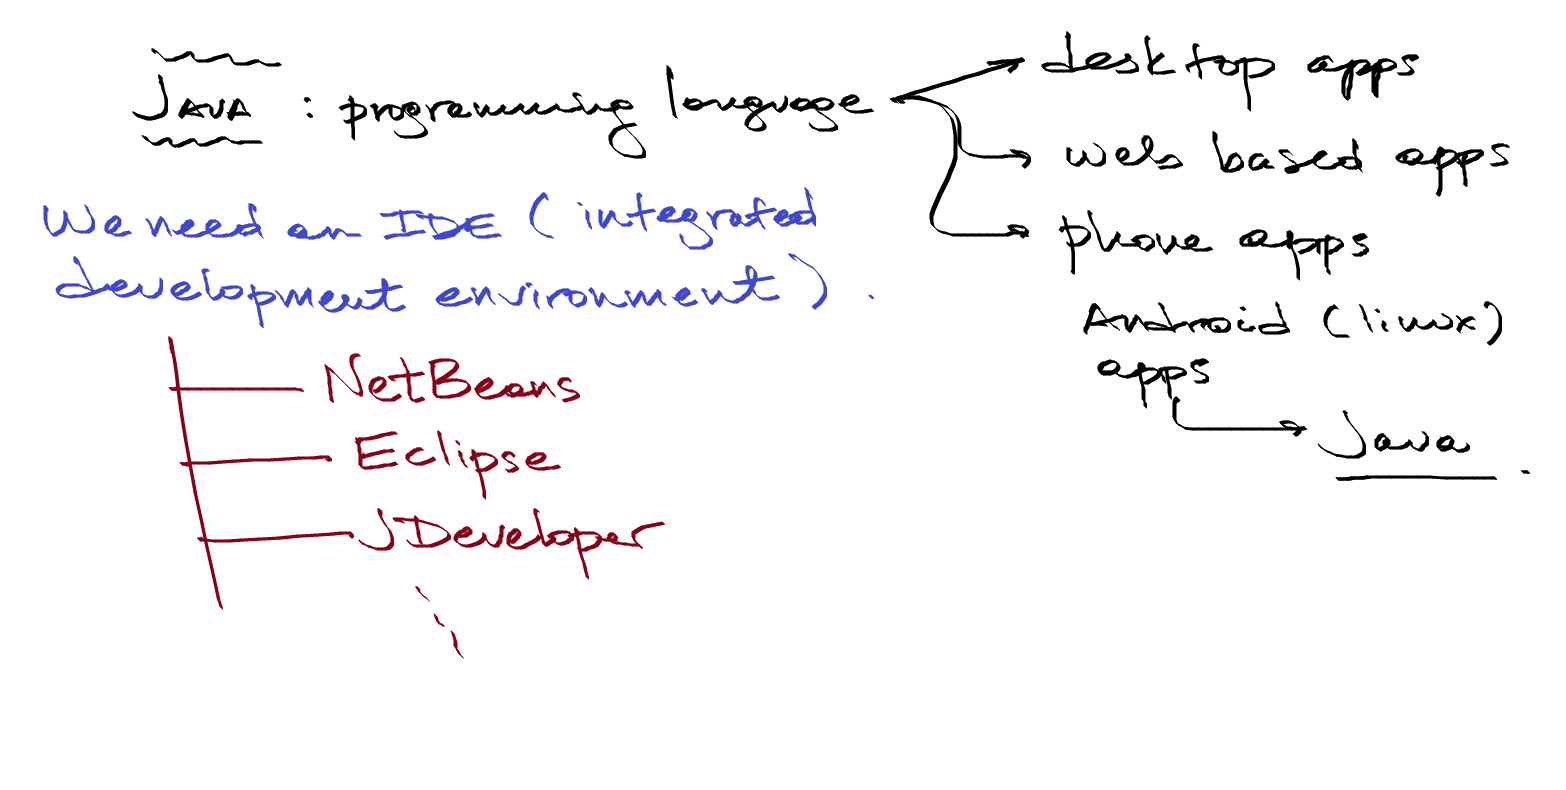 JAVA : programming language
desktop apps
web based apps
phone apps
Android (linux)
apps
Java
We need an IDE (integrated
development environment).
NetBeans
Eclipse
JDeveloper